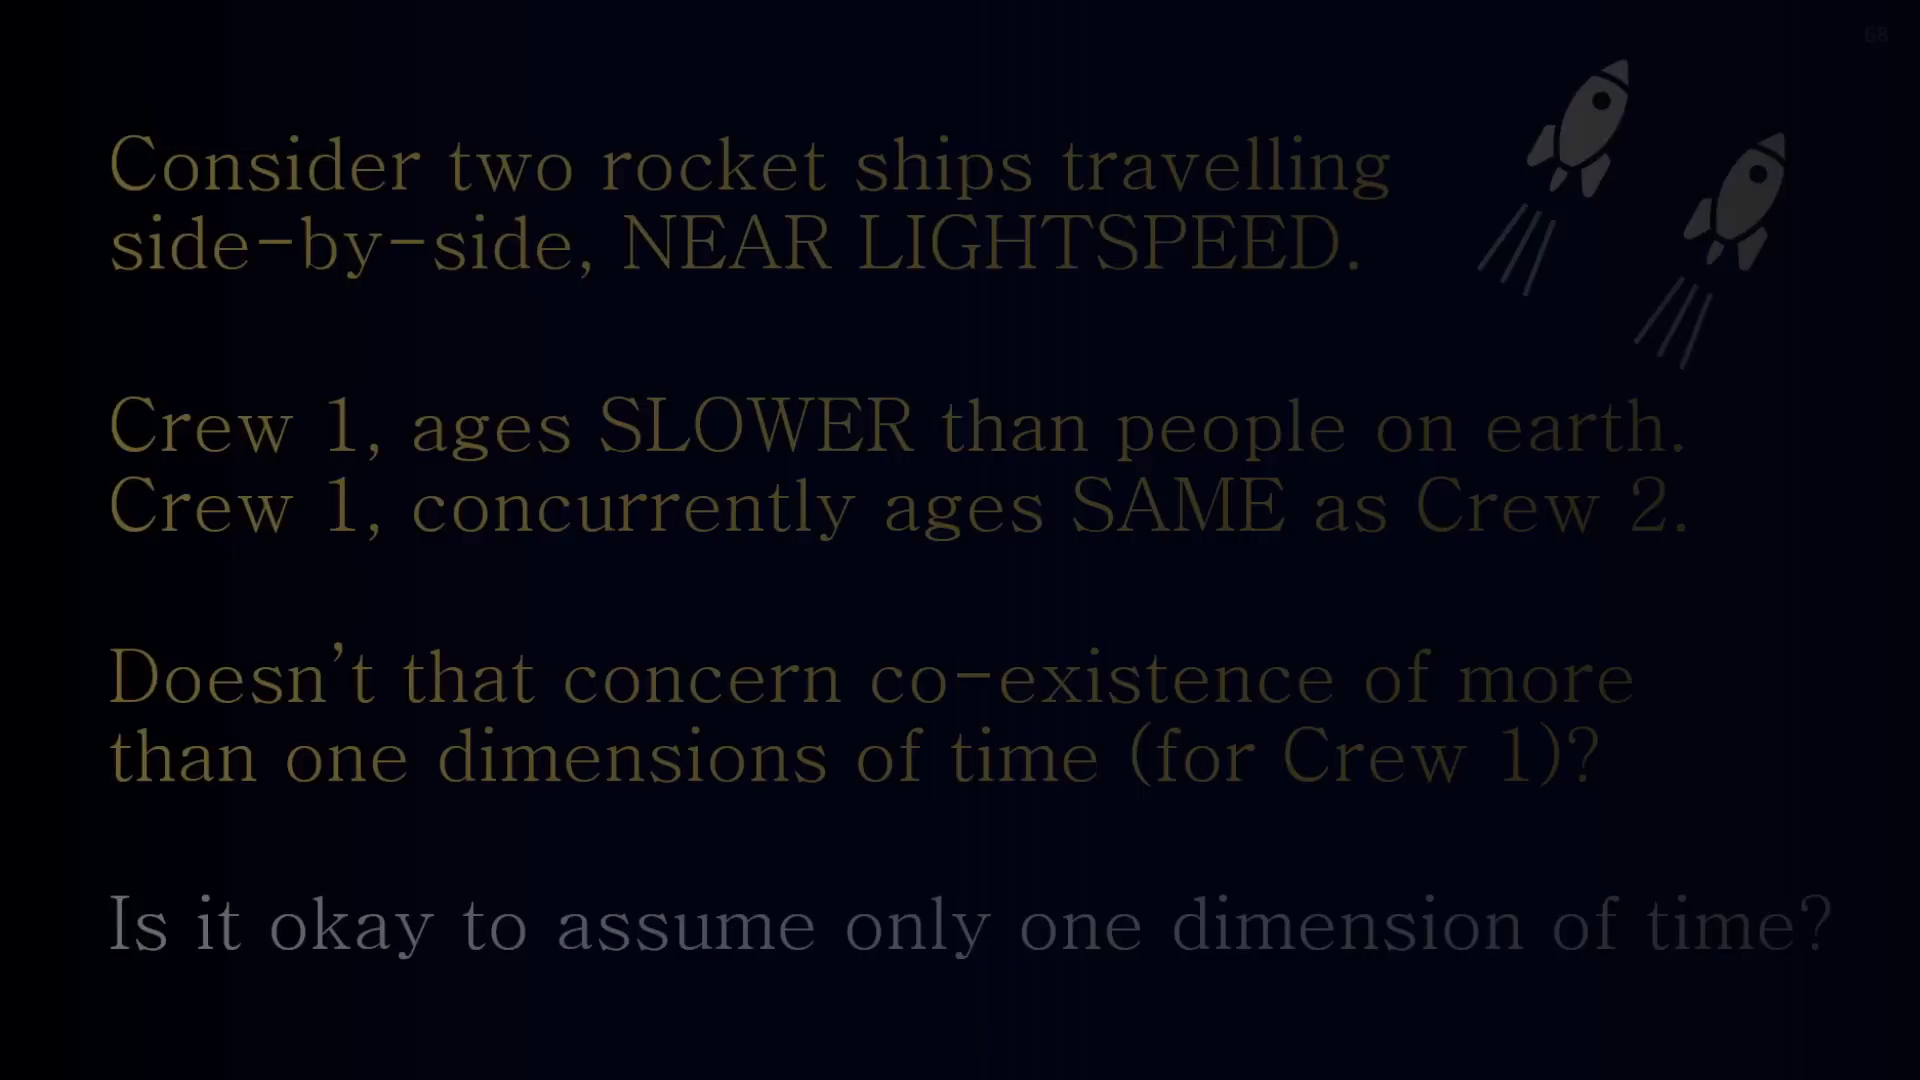 68
Consider two rocket ships travelling
side-by-side, NEAR LIGHTSPEED.
Crew 1, ages SLOWER than people on earth.
Crew 1, concurrently ages SAME as Crew 2.
Doesn't that concern co-existence of more
than one dimensions of time (for Crew 1)?
Is it okay to assume only one dimension of time?